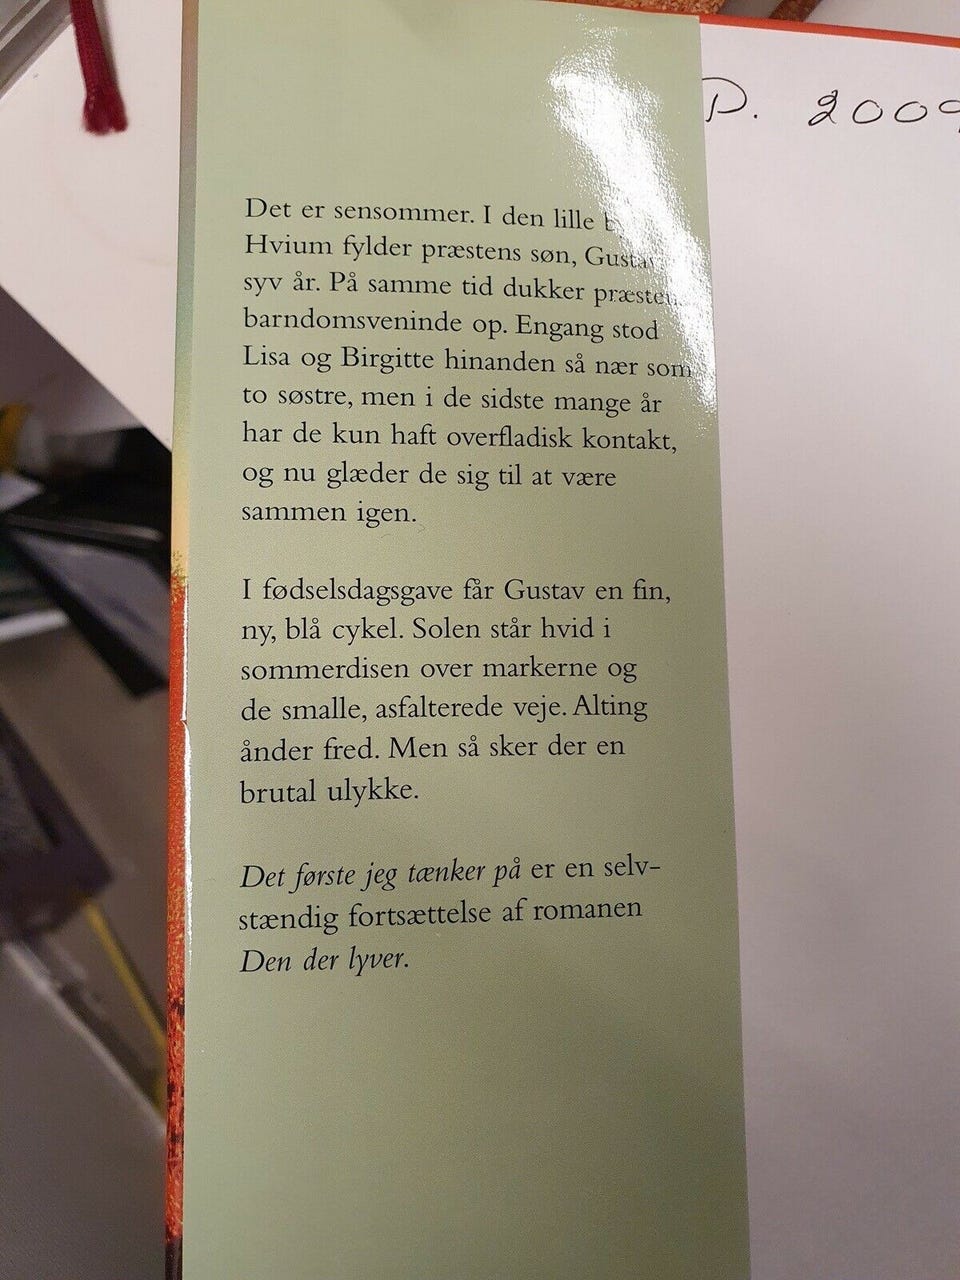 D. 2009
Det er sensommer. I den lille
Hvium fylder præstens søn, Gustav
syv år. På samme tid dukker præstens
barndomsveninde op. Engang stod
Lisa og Birgitte hinanden så nær som
to søstre, men i de sidste mange år
har de kun haft overfladisk kontakt,
og nu glæder de sig til at være
sammen igen.
I fødselsdagsgave får Gustav en fin,
ny, blå cykel. Solen står hvid i
sommerdisen over markerne og
de smalle, asfalterede veje. Alting
ånder fred. Men så sker der en
brutal ulykke.
Det første jeg tænker på er en selv-
stændig fortsættelse af romanen
Den der lyver.